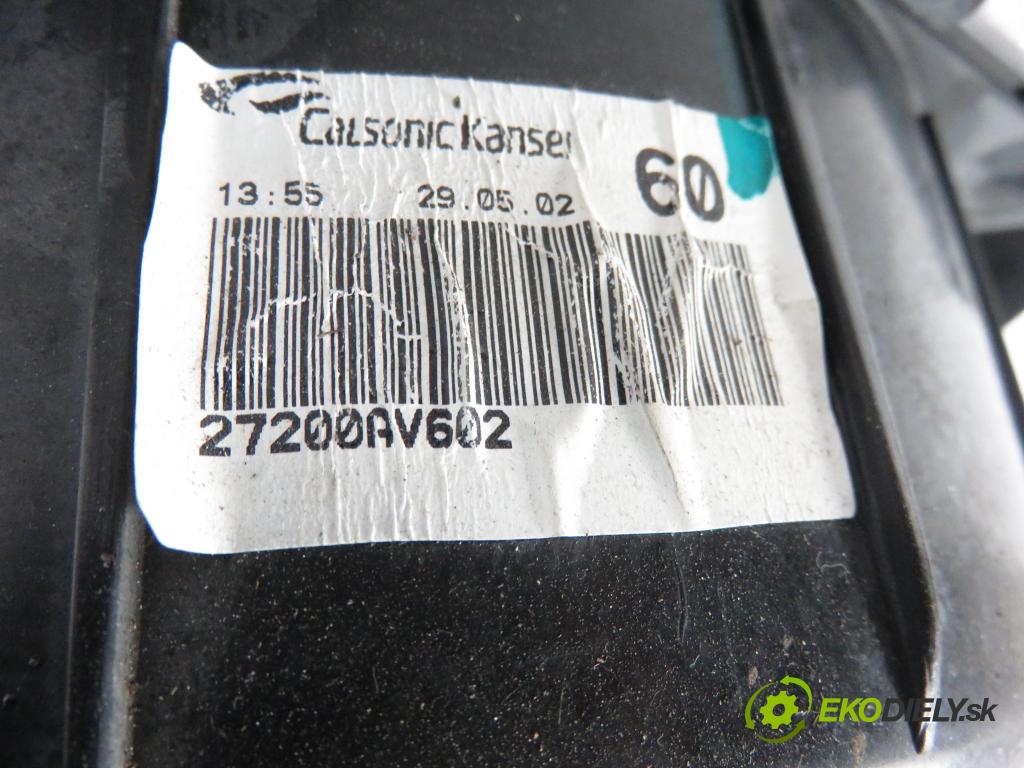 CalsonicKansei
60
13:55 29.05.02
27200AV602
EKODIELY.sk